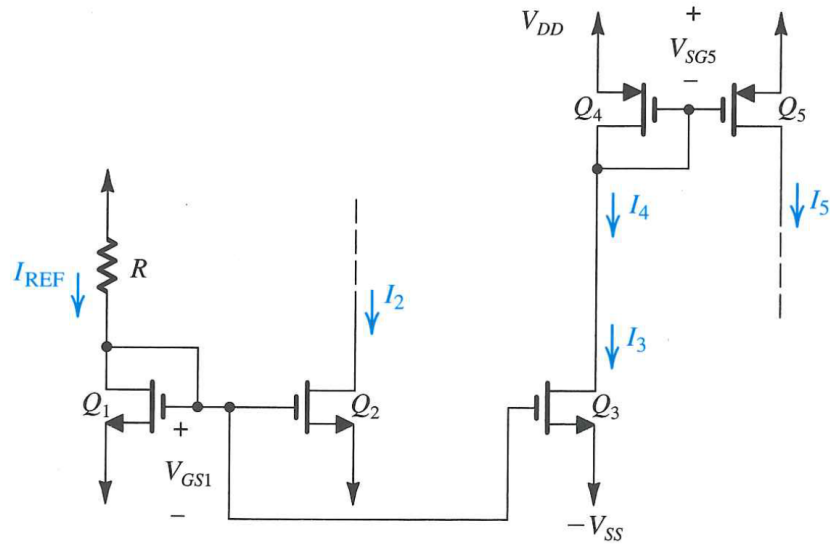 V_DD
+
V_SG5
−
Q_4
Q_5
I_4
I_5
I_REF
R
I_2
I_3
Q_1
Q_2
Q_3
+
V_GS1
−
−V_SS